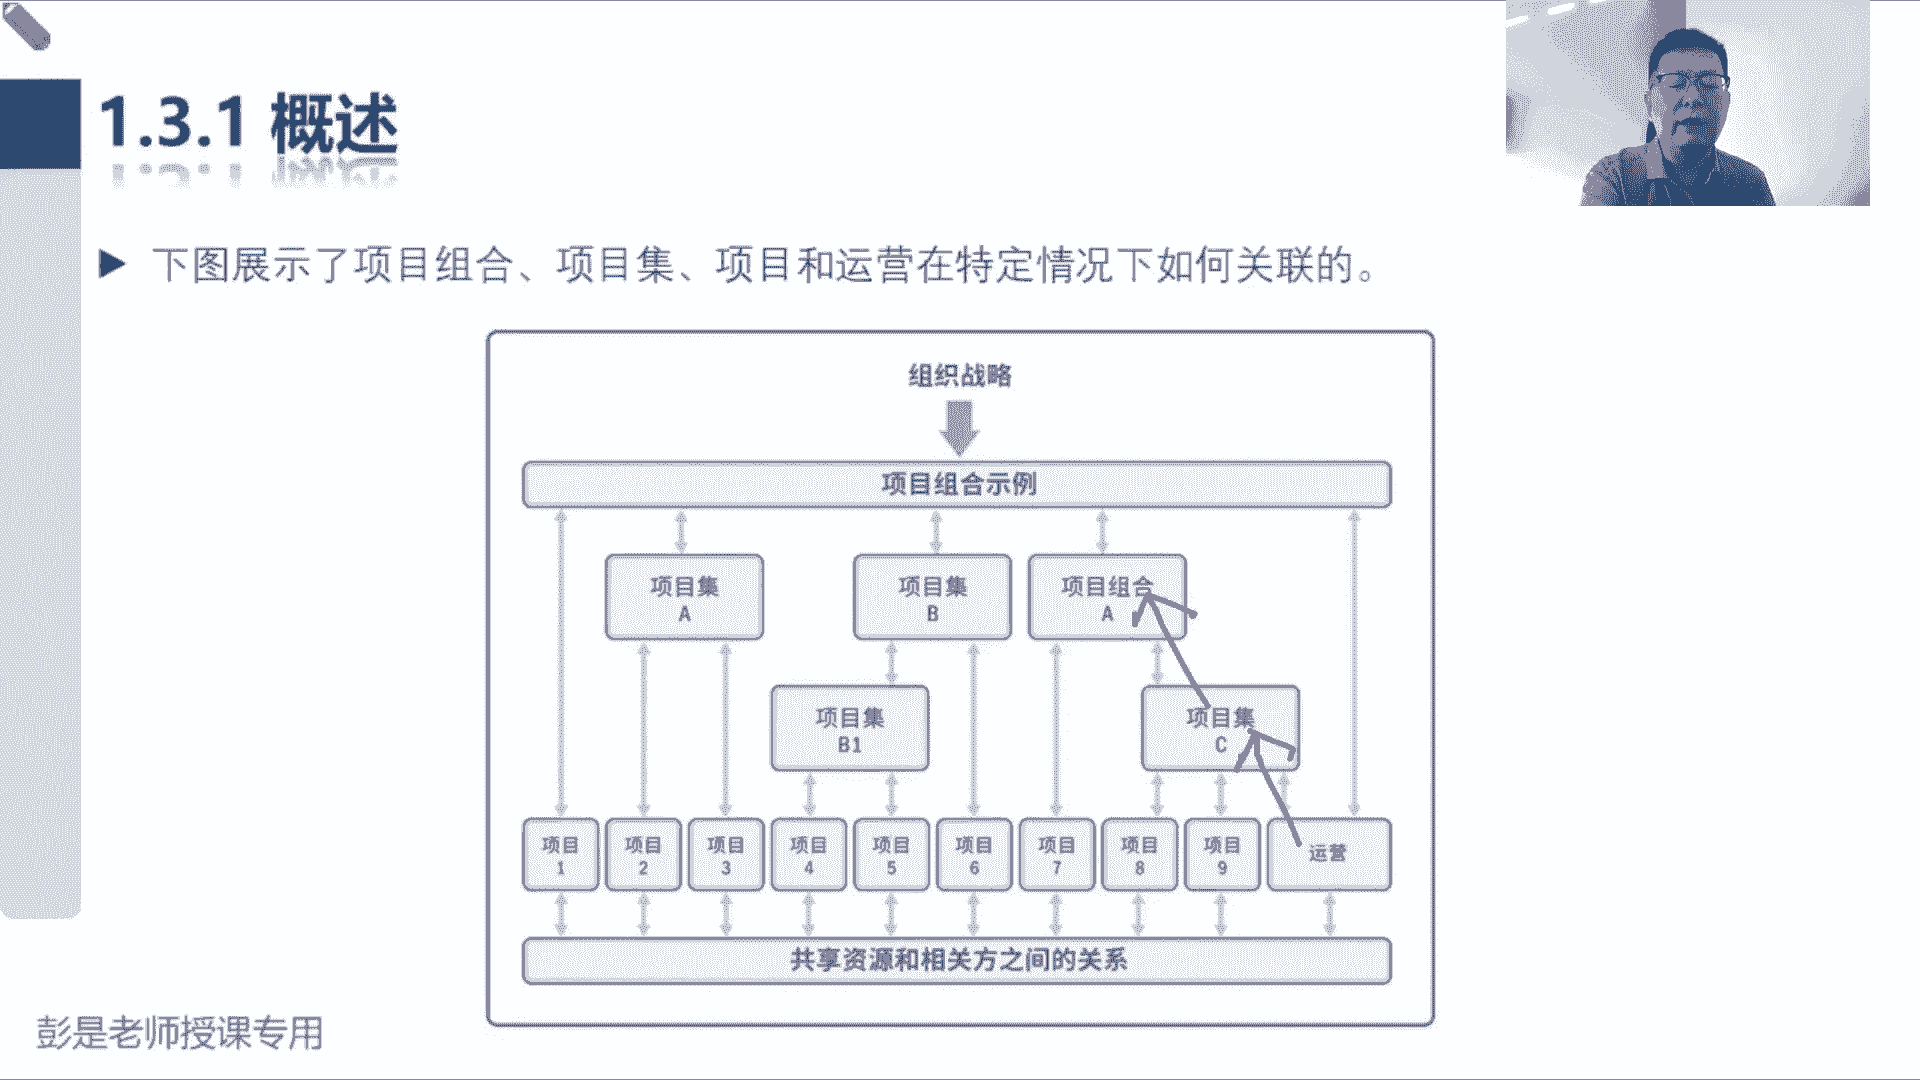 1.3.1 概述
下图展示了项目组合、项目集、项目和运营在特定情况下如何关联的。
组织战略
项目组合示例
项目集
A
项目集
B
项目组合
A
项目集
B1
项目集
C
项目
1
项目
2
项目
3
项目
4
项目
5
项目
6
项目
7
项目
8
项目
9
运营
共享资源和相关方之间的关系
彭是老师授课专用